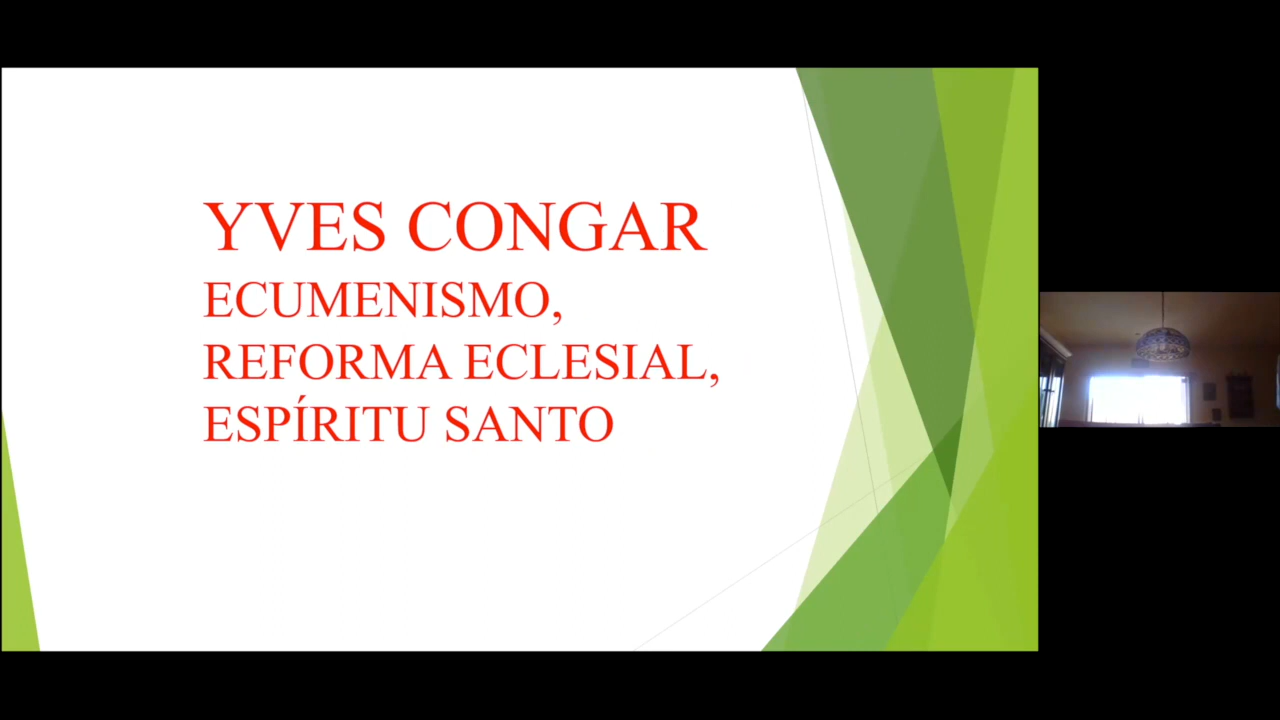 YVES CONGAR
ECUMENISMO,
REFORMA ECLESIAL,
ESPÍRITU SANTO